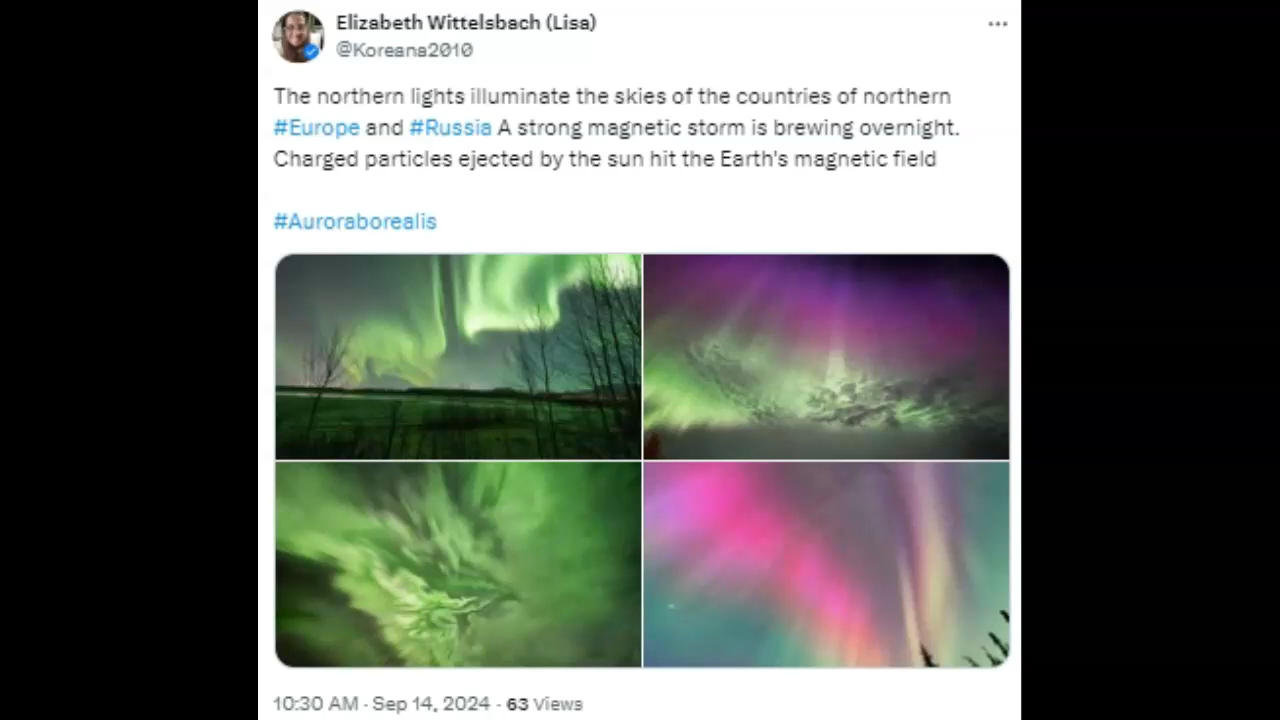 Elizabeth Wittelsbach (Lisa)
@Koreana2010
The northern lights illuminate the skies of the countries of northern
#Europe and #Russia A strong magnetic storm is brewing overnight.
Charged particles ejected by the sun hit the Earth's magnetic field
#Auroraborealis
10:30 AM · Sep 14, 2024 · 63 Views